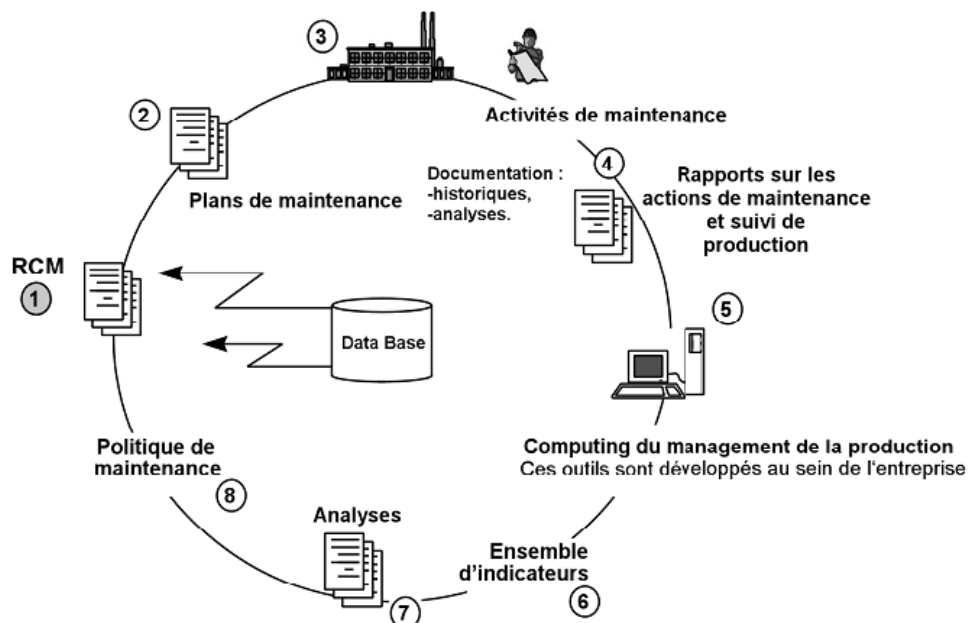 3
Activités de maintenance
2
4
Documentation :
-historiques,
-analyses.
Rapports sur les
actions de maintenance
et suivi de
production
Plans de maintenance
RCM
1
5
Data Base
Politique de
maintenance
8
Computing du management de la production
Ces outils sont développés au sein de l'entreprise
Analyses
7
Ensemble
d'indicateurs
6